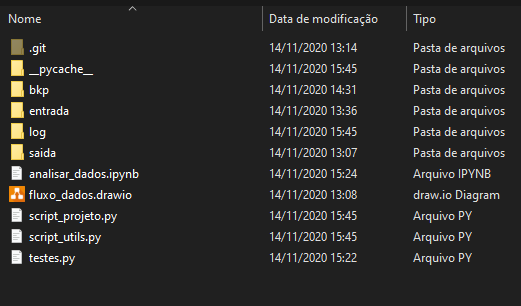 Nome Data de modificação Tipo
.git 14/11/2020 13:14 Pasta de arquivos
__pycache__ 14/11/2020 15:45 Pasta de arquivos
bkp 14/11/2020 14:31 Pasta de arquivos
entrada 14/11/2020 13:36 Pasta de arquivos
log 14/11/2020 15:45 Pasta de arquivos
saida 14/11/2020 13:07 Pasta de arquivos
analisar_dados.ipynb 14/11/2020 15:24 Arquivo IPYNB
fluxo_dados.drawio 14/11/2020 13:08 draw.io Diagram
script_projeto.py 14/11/2020 15:45 Arquivo PY
script_utils.py 14/11/2020 15:45 Arquivo PY
testes.py 14/11/2020 15:22 Arquivo PY